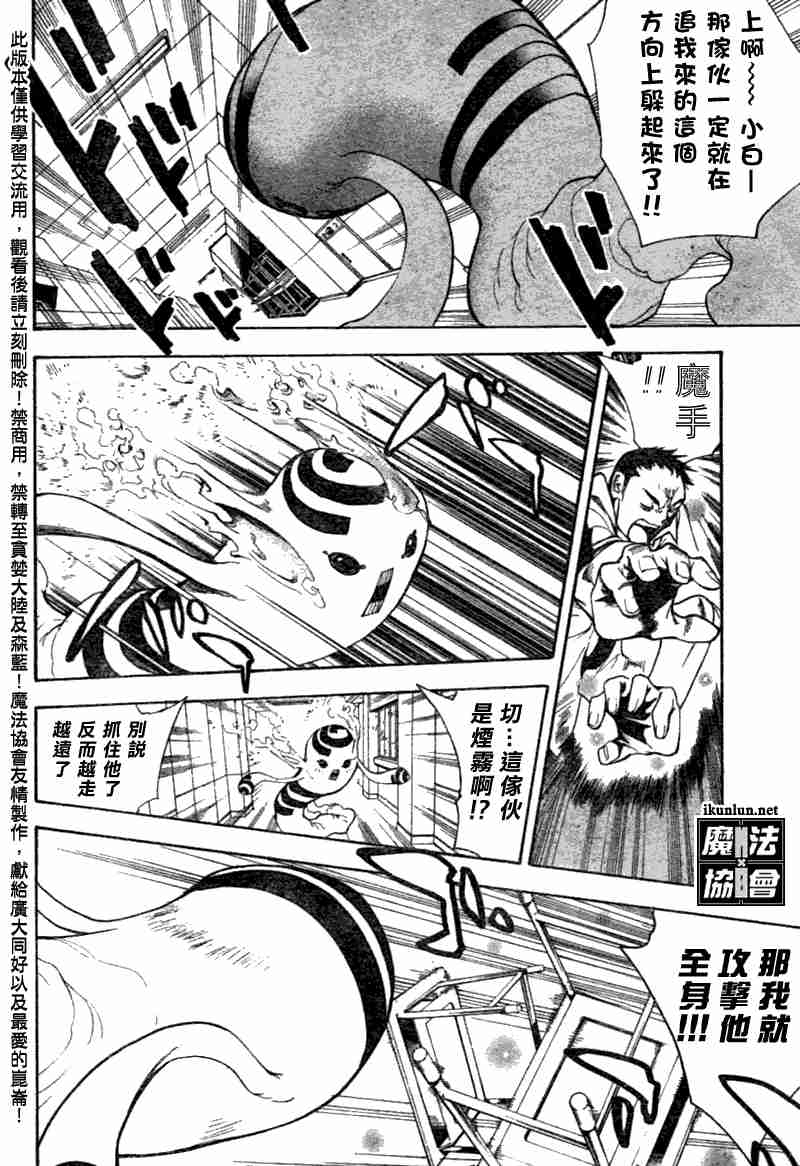 上啊~~~小白—
那傢伙一定就在
追我來的這個
方向上躲起來了!!
ドドドド
ドド
魔手
!!
切…這傢伙
是煙霧啊!?
別說
抓住他了
反而越走
越遠了
那我就
攻擊他
全身!!!
ikunlun.net
魔法
協會
此版本僅供學習交流用，觀看後請立刻刪除！禁商用，禁轉至貪婪大陸及森藍！魔法協會友情製作，獻給廣大同好以及最愛的崑崙！